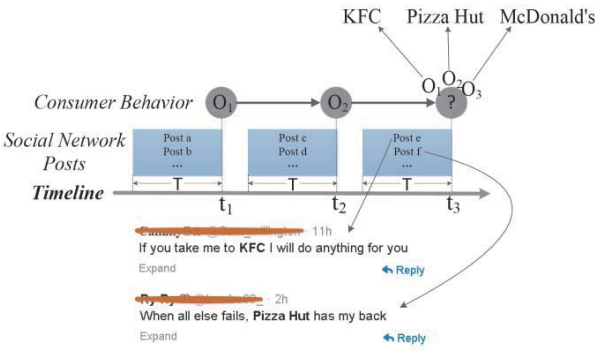 KFC Pizza Hut McDonald's
O1 O2 O3
Consumer Behavior O1 O2 ?
Social Network
Posts
Post a Post c Post e
Post b Post d Post f
... ... ...
T T T
Timeline
t1 t2 t3
· 11h
If you take me to KFC I will do anything for you
Expand Reply
· 2h
When all else fails, Pizza Hut has my back
Expand Reply